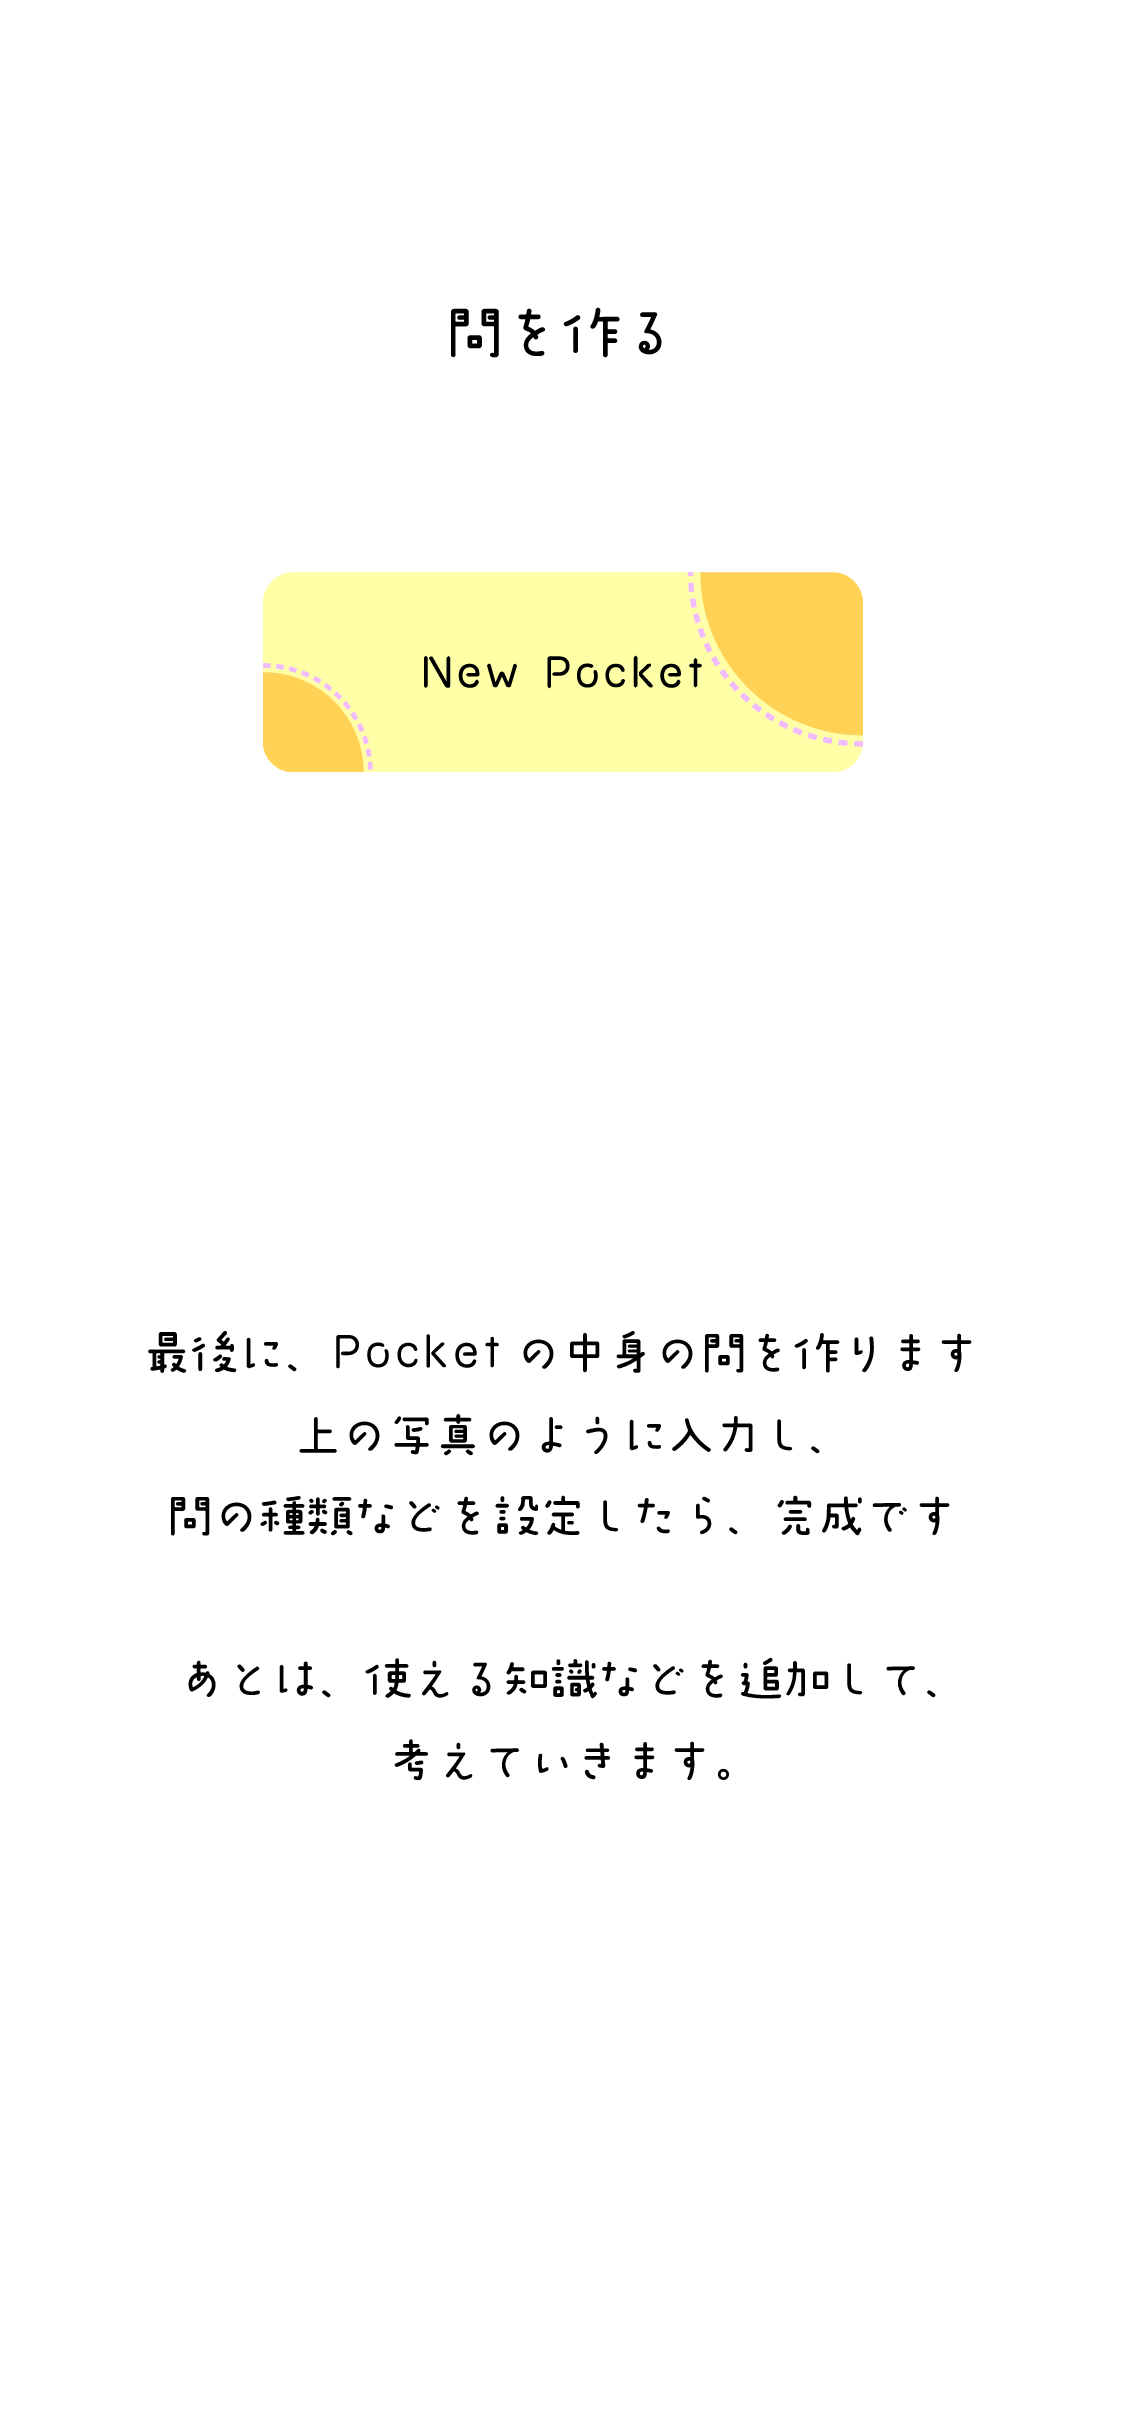 問を作る
New Pocket
最後に、Pocketの中身の問を作ります
上の写真のように入力し、
問の種類などを設定したら、完成です
あとは、使える知識などを追加して、
考えていきます。